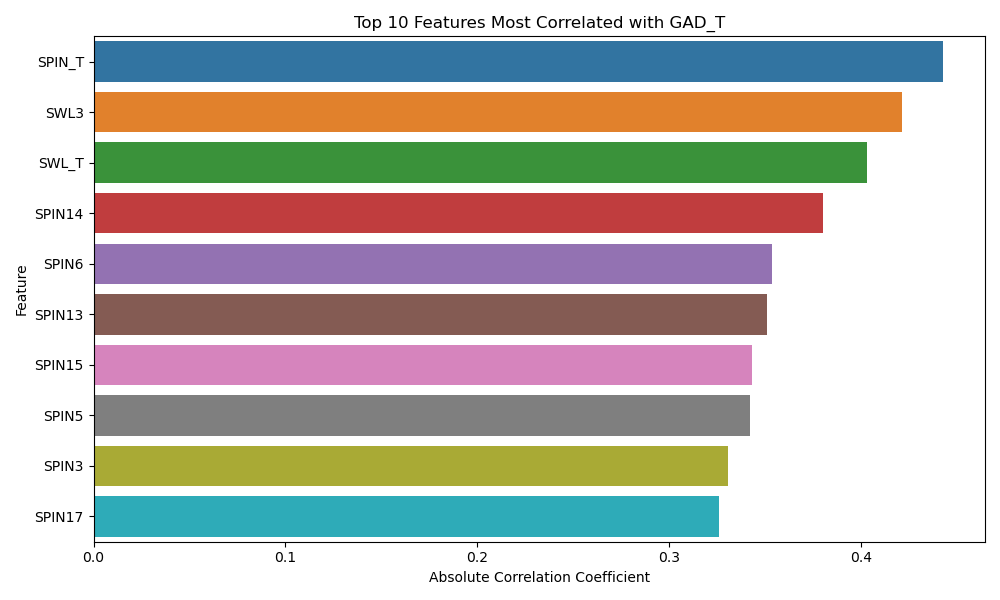 Top 10 Features Most Correlated with GAD_T
Feature
SPIN_T
SWL3
SWL_T
SPIN14
SPIN6
SPIN13
SPIN15
SPIN5
SPIN3
SPIN17
0.0 0.1 0.2 0.3 0.4
Absolute Correlation Coefficient